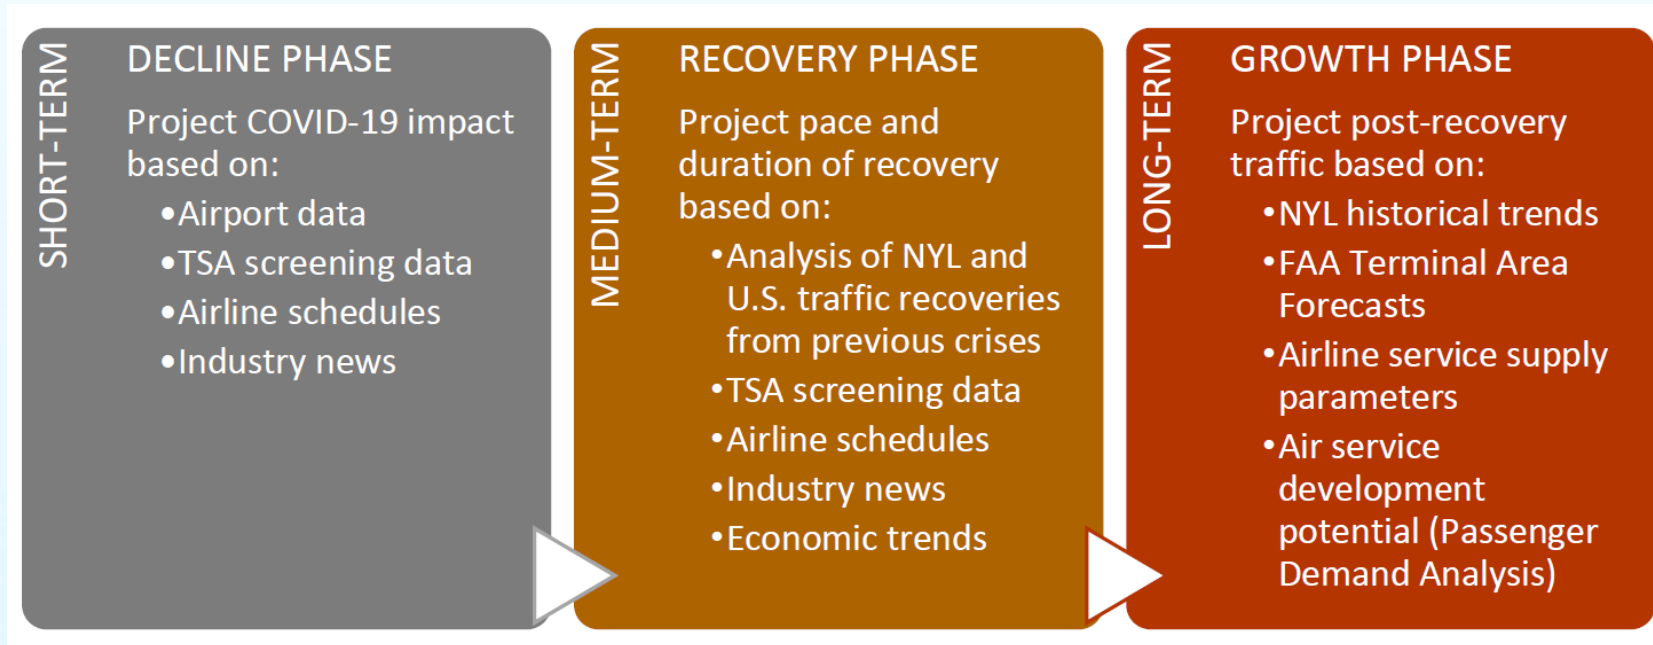 SHORT-TERM
DECLINE PHASE
Project COVID-19 impact
based on:
•Airport data
•TSA screening data
•Airline schedules
•Industry news
MEDIUM-TERM
RECOVERY PHASE
Project pace and
duration of recovery
based on:
•Analysis of NYL and
U.S. traffic recoveries
from previous crises
•TSA screening data
•Airline schedules
•Industry news
•Economic trends
LONG-TERM
GROWTH PHASE
Project post-recovery
traffic based on:
•NYL historical trends
•FAA Terminal Area
Forecasts
•Airline service supply
parameters
•Air service
development
potential (Passenger
Demand Analysis)